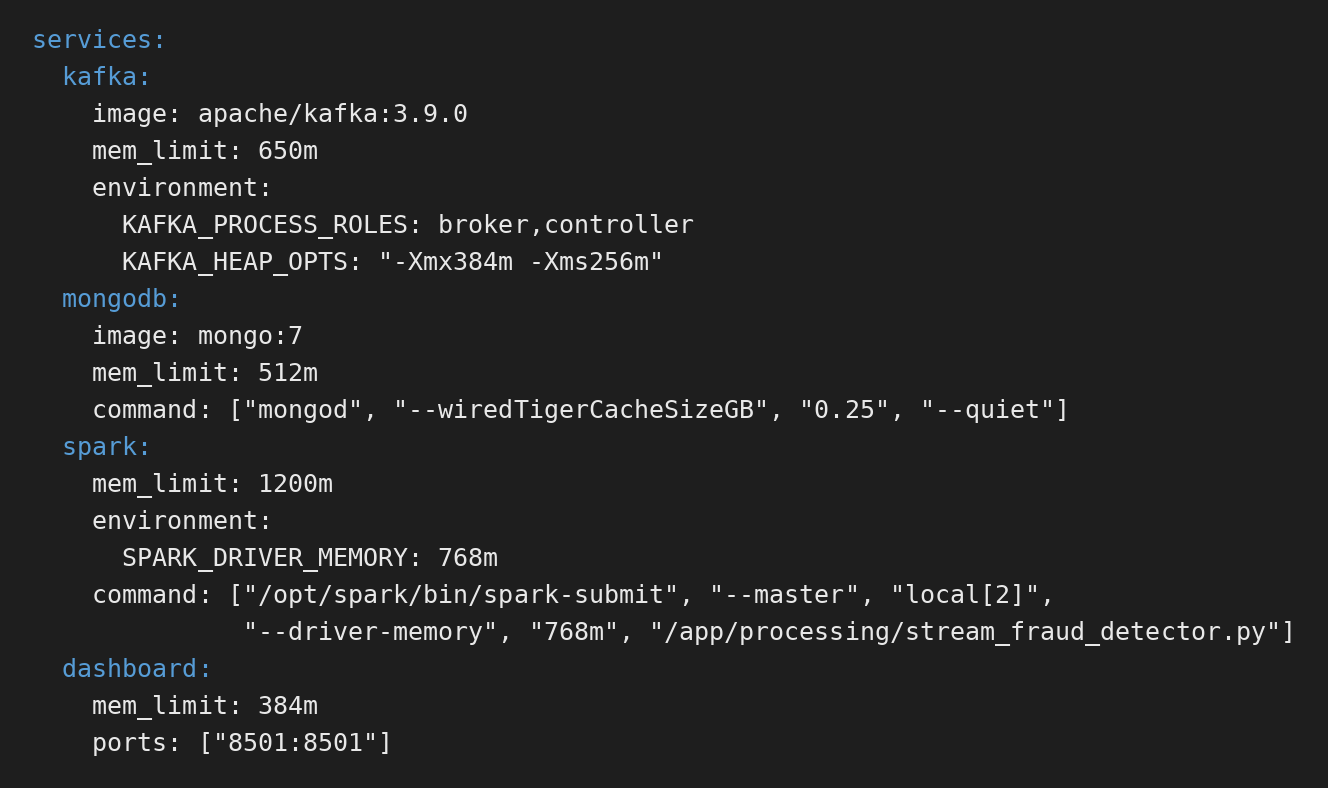 services:
  kafka:
    image: apache/kafka:3.9.0
    mem_limit: 650m
    environment:
      KAFKA_PROCESS_ROLES: broker,controller
      KAFKA_HEAP_OPTS: "-Xmx384m -Xms256m"
  mongodb:
    image: mongo:7
    mem_limit: 512m
    command: ["mongod", "--wiredTigerCacheSizeGB", "0.25", "--quiet"]
  spark:
    mem_limit: 1200m
    environment:
      SPARK_DRIVER_MEMORY: 768m
    command: ["/opt/spark/bin/spark-submit", "--master", "local[2]",
              "--driver-memory", "768m", "/app/processing/stream_fraud_detector.py"]
  dashboard:
    mem_limit: 384m
    ports: ["8501:8501"]